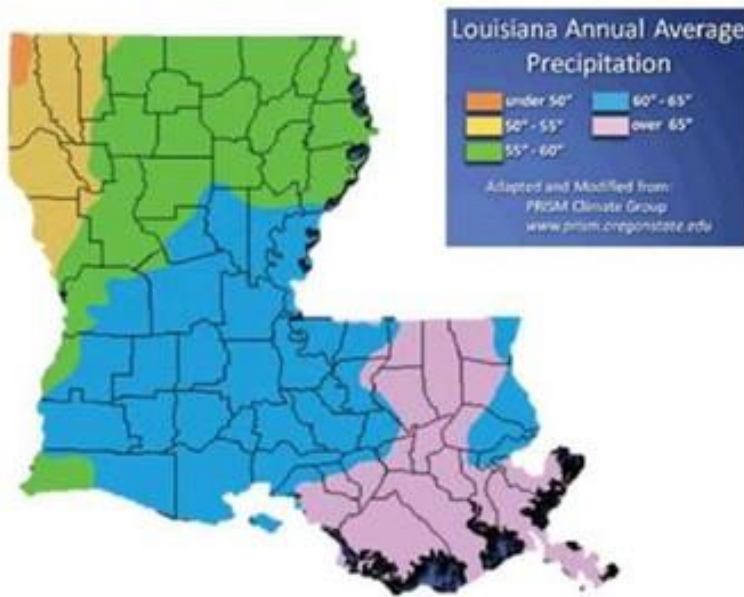 Louisiana Annual Average
Precipitation
under 50"
60" - 65"
50" - 55"
over 65"
55" - 60"
Adapted and Modified from:
PRISM Climate Group
www.prism.oregonstate.edu